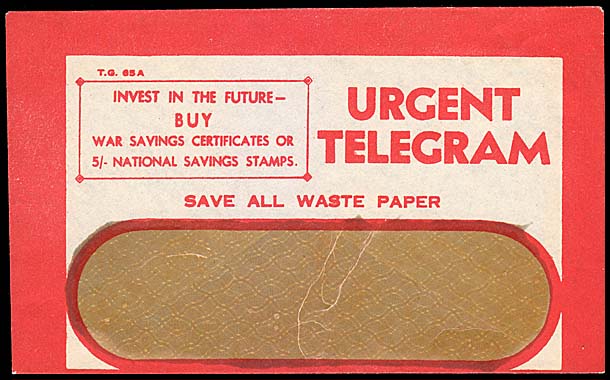 T.G. 65A
INVEST IN THE FUTURE—
BUY
WAR SAVINGS CERTIFICATES OR
5/- NATIONAL SAVINGS STAMPS.
URGENT
TELEGRAM
SAVE ALL WASTE PAPER